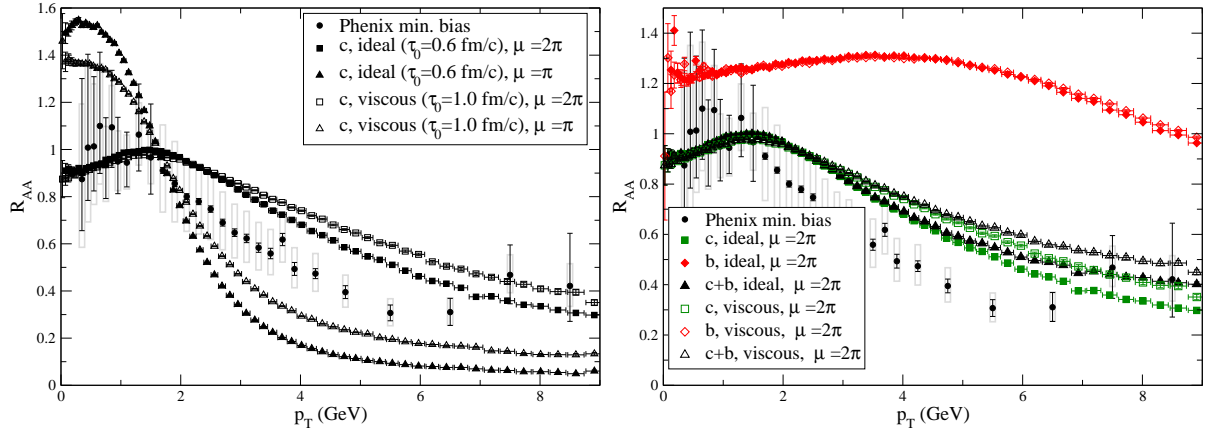 1.6
1.4
1.2
1
0.8
0.6
0.4
0.2
0
R_AA
0 2 4 6 8
p_T (GeV)
Phenix min. bias
c, ideal (τ_0=0.6 fm/c), μ =2π
c, ideal (τ_0=0.6 fm/c), μ =π
c, viscous (τ_0=1.0 fm/c), μ =2π
c, viscous (τ_0=1.0 fm/c), μ =π
1.4
1.2
1
0.8
0.6
0.4
0.2
0
R_AA
0 2 4 6 8
p_T (GeV)
Phenix min. bias
c, ideal, μ =2π
b, ideal, μ =2π
c+b, ideal, μ =2π
c, viscous, μ =2π
b, viscous, μ =2π
c+b, viscous, μ =2π